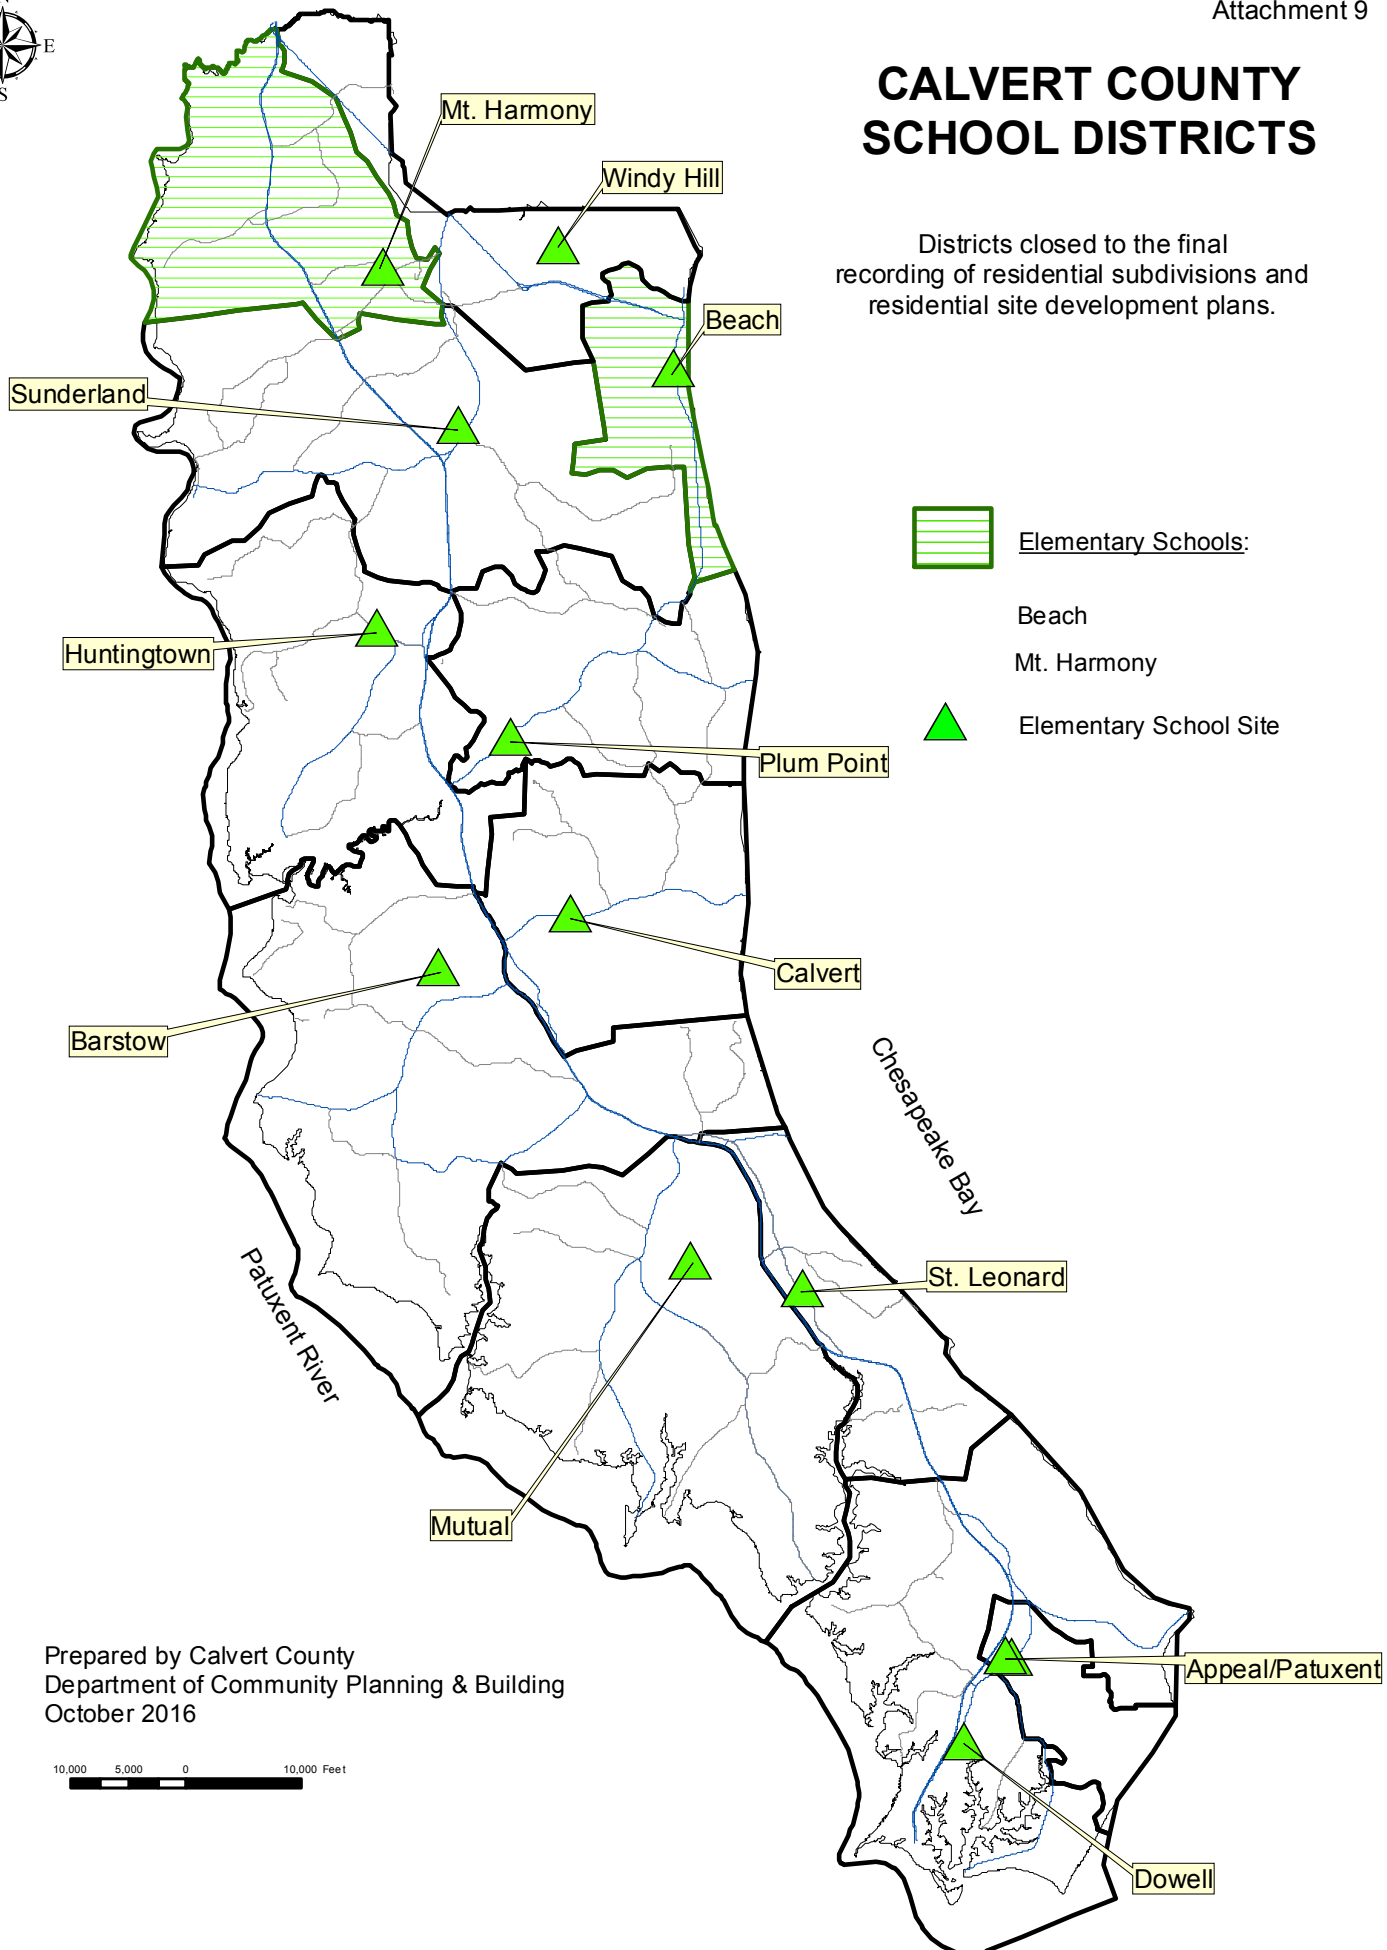 Attachment 9
E
S
CALVERT COUNTY
SCHOOL DISTRICTS
Districts closed to the final
recording of residential subdivisions and
residential site development plans.
Mt. Harmony
Windy Hill
Beach
Sunderland
Elementary Schools:
Beach
Mt. Harmony
Elementary School Site
Huntingtown
Plum Point
Calvert
Barstow
Chesapeake Bay
Patuxent River
St. Leonard
Mutual
Appeal/Patuxent
Dowell
Prepared by Calvert County
Department of Community Planning & Building
October 2016
10,000 5,000 0 10,000 Feet